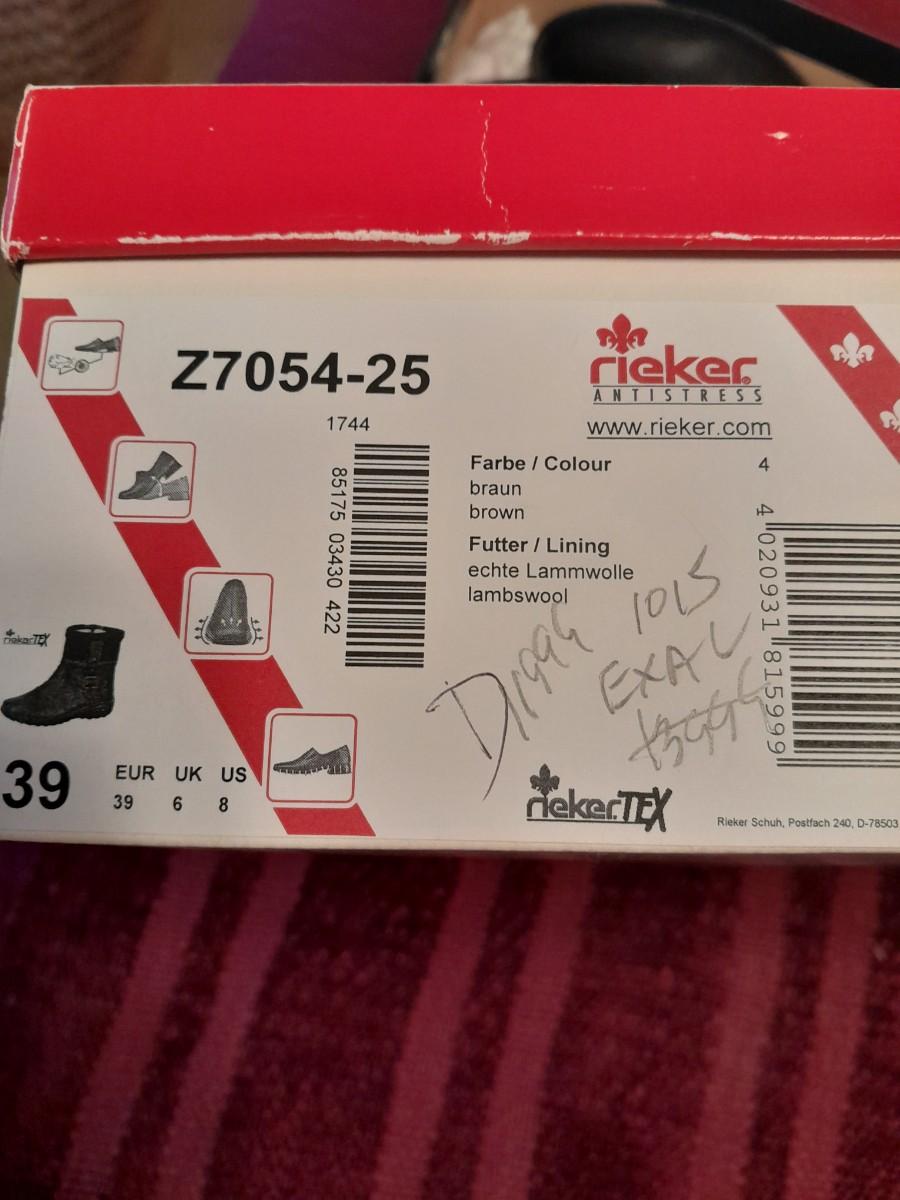 Z7054-25
1744
85175 03430 422
rieker
ANTISTRESS
www.rieker.com
Farbe / Colour
braun
brown
Futter / Lining
echte Lammwolle
lambswool
4
4 020931 815999
1015
riekerTEX
39
EUR UK US
39 6 8
riekerTEX
Rieker Schuh, Postfach 240, D-78503